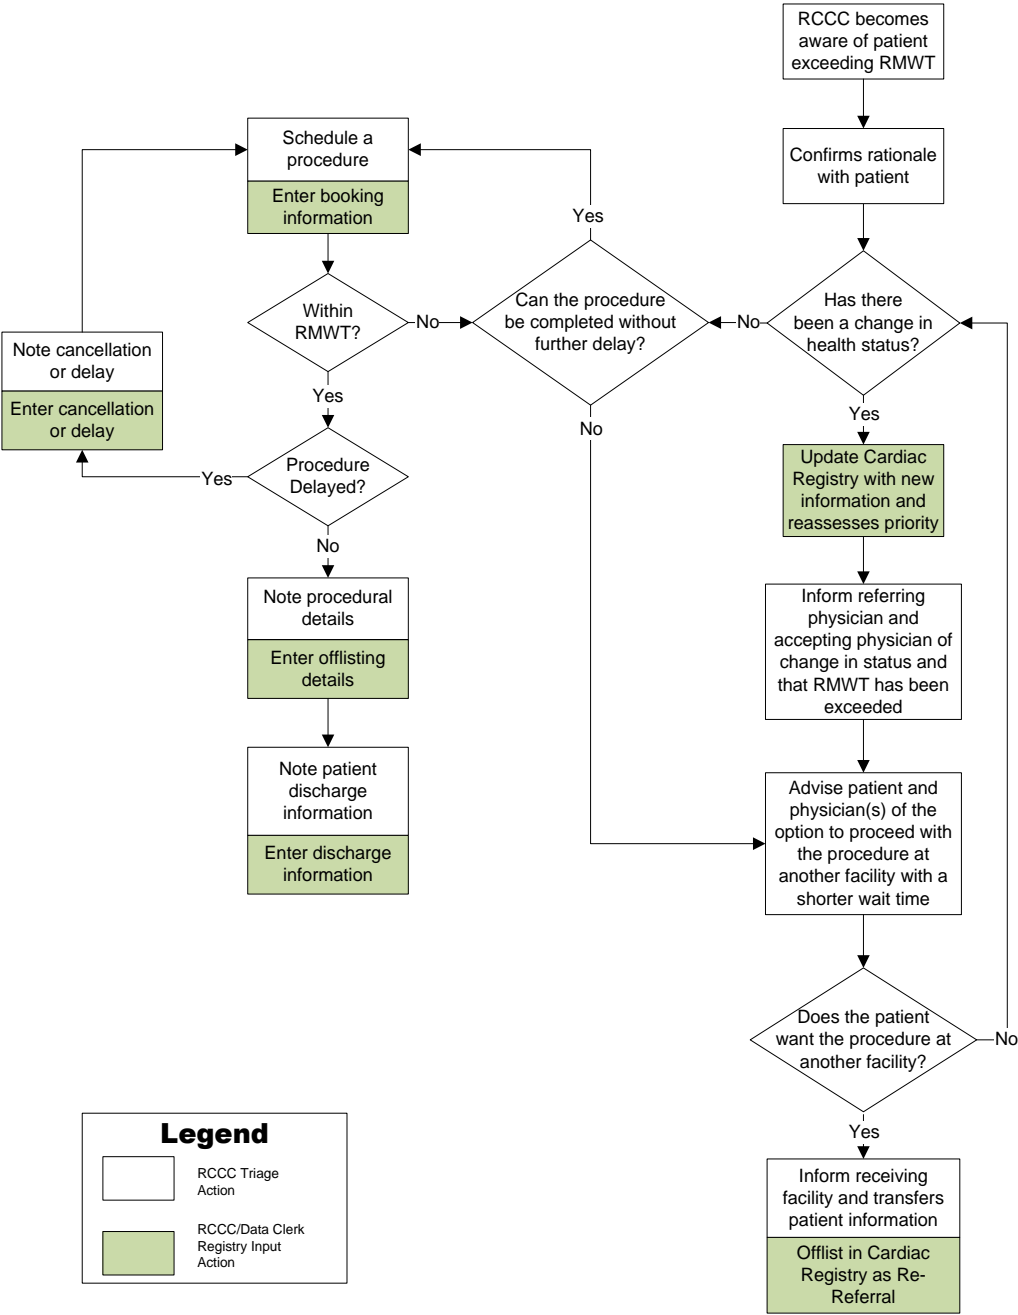 RCCC becomes
aware of patient
exceeding RMWT
Confirms rationale
with patient
Schedule a
procedure
Enter booking
information
Yes
Within
RMWT?
No
Can the procedure
be completed without
further delay?
No
Has there
been a change in
health status?
Note cancellation
or delay
Enter cancellation
or delay
Yes
No
Yes
Yes
Procedure
Delayed?
Update Cardiac
Registry with new
information and
reassesses priority
No
Note procedural
details
Enter offlisting
details
Inform referring
physician and
accepting physician of
change in status and
that RMWT has been
exceeded
Note patient
discharge
information
Enter discharge
information
Advise patient and
physician(s) of the
option to proceed with
the procedure at
another facility with a
shorter wait time
Does the patient
want the procedure at
another facility?
No
Yes
Inform receiving
facility and transfers
patient information
Offlist in Cardiac
Registry as Re-
Referral
Legend
RCCC Triage
Action
RCCC/Data Clerk
Registry Input
Action